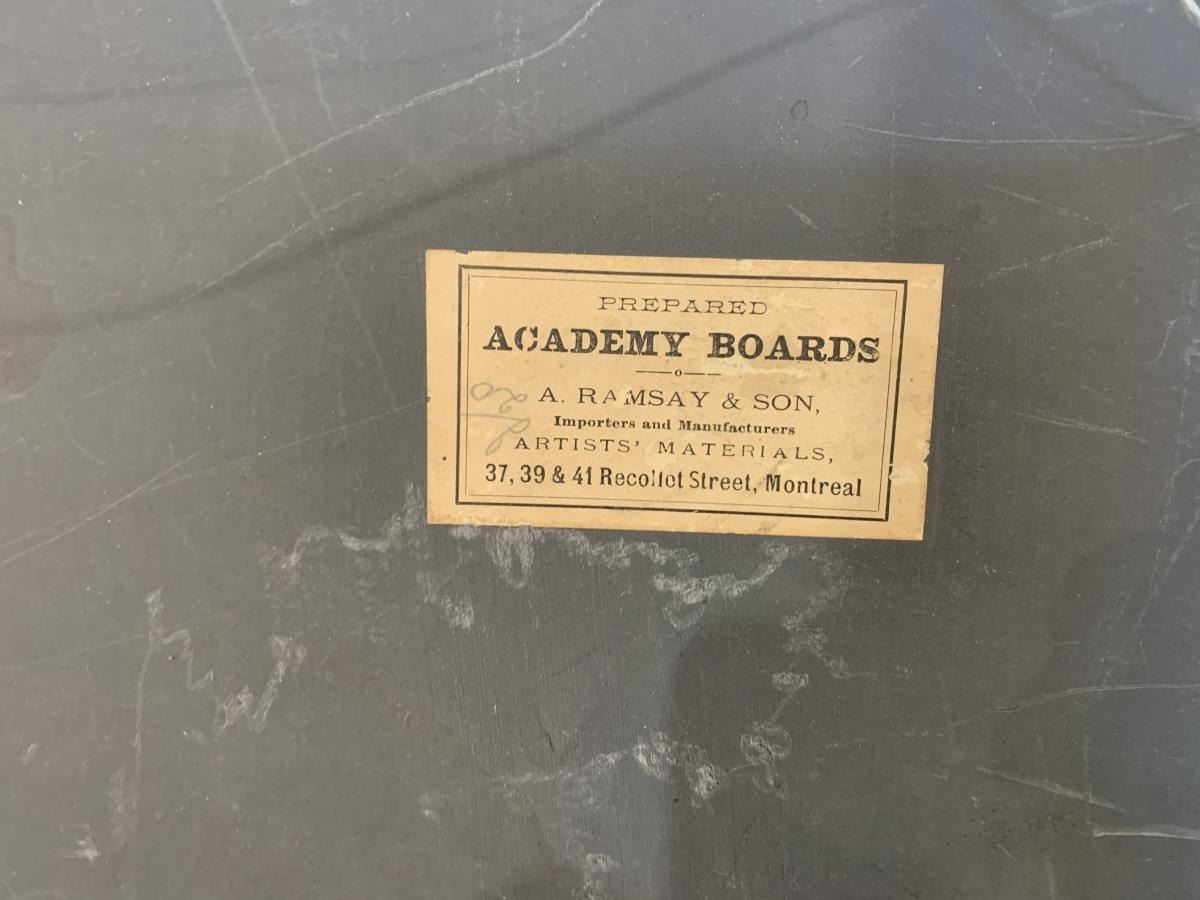 PREPARED
ACADEMY BOARDS
o
A. RAMSAY & SON,
Importers and Manufacturers
ARTISTS' MATERIALS,
37, 39 & 41 Recollet Street, Montreal